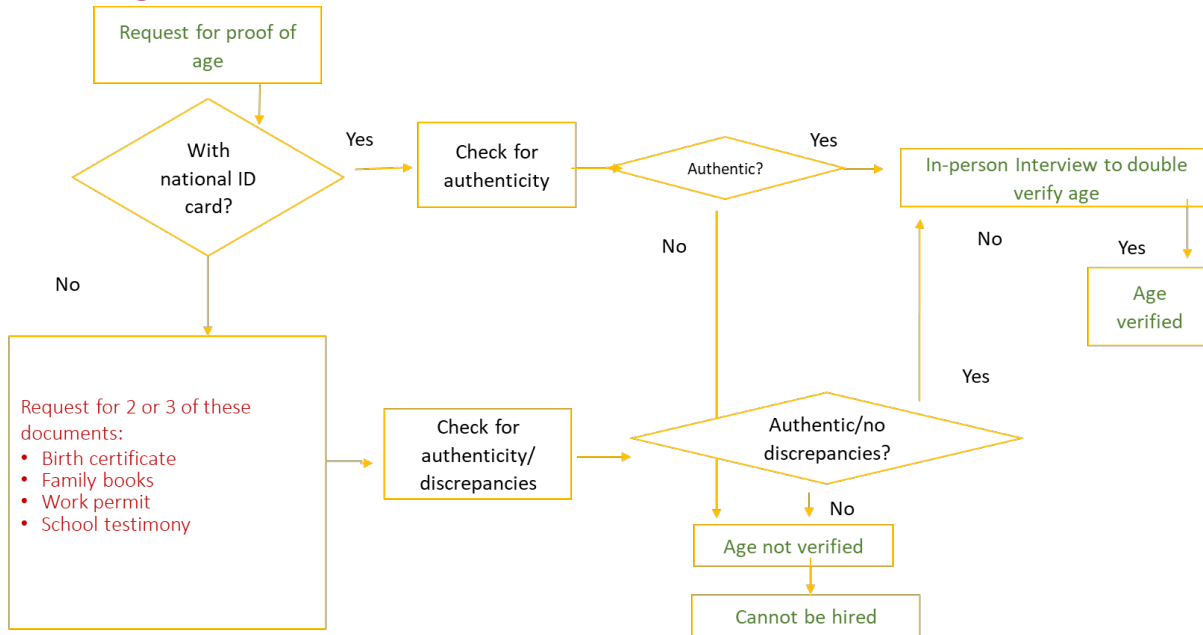 Request for proof of
age
With
national ID
card?
Yes
Check for
authenticity
Authentic?
Yes
In-person Interview to double
verify age
No
No
Yes
Age
verified
No
Request for 2 or 3 of these
documents:
• Birth certificate
• Family books
• Work permit
• School testimony
Check for
authenticity/
discrepancies
Authentic/no
discrepancies?
Yes
No
Age not verified
Cannot be hired